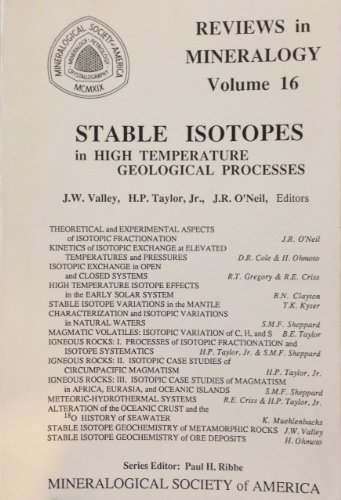 MINERALOGICAL SOCIETY of AMERICA
MINERALOGY · PETROLOGY
CRYSTALLOGRAPHY
MCMXIX
REVIEWS in
MINERALOGY
Volume 16
STABLE ISOTOPES
in HIGH TEMPERATURE
GEOLOGICAL PROCESSES
J.W. Valley, H.P. Taylor, Jr., J.R. O'Neil, Editors
THEORETICAL and EXPERIMENTAL ASPECTS
of ISOTOPIC FRACTIONATION J.R. O'Neil
KINETICS of ISOTOPIC EXCHANGE at ELEVATED
TEMPERATURES and PRESSURES D.R. Cole & H. Ohmoto
ISOTOPIC EXCHANGE in OPEN
and CLOSED SYSTEMS R.T. Gregory & R.E. Criss
HIGH TEMPERATURE ISOTOPE EFFECTS
in the EARLY SOLAR SYSTEM R.N. Clayton
STABLE ISOTOPE VARIATIONS in the MANTLE T.K. Kyser
CHARACTERIZATION and ISOTOPIC VARIATIONS
in NATURAL WATERS S.M.F. Sheppard
MAGMATIC VOLATILES: ISOTOPIC VARIATION of C, H, and S B.E. Taylor
IGNEOUS ROCKS: I. PROCESSES of ISOTOPIC FRACTIONATION and
ISOTOPE SYSTEMATICS H.P. Taylor, Jr. & S.M.F. Sheppard
IGNEOUS ROCKS: II. ISOTOPIC CASE STUDIES of
CIRCUMPACIFIC MAGMATISM H.P. Taylor, Jr.
IGNEOUS ROCKS: III. ISOTOPIC CASE STUDIES of MAGMATISM
in AFRICA, EURASIA, and OCEANIC ISLANDS S.M.F. Sheppard
METEORIC-HYDROTHERMAL SYSTEMS R.E. Criss & H.P. Taylor, Jr.
ALTERATION of the OCEANIC CRUST and the
18O HISTORY of SEAWATER K. Muehlenbachs
STABLE ISOTOPE GEOCHEMISTRY of METAMORPHIC ROCKS J.W. Valley
STABLE ISOTOPE GEOCHEMISTRY of ORE DEPOSITS H. Ohmoto
Series Editor: Paul H. Ribbe
MINERALOGICAL SOCIETY of AMERICA